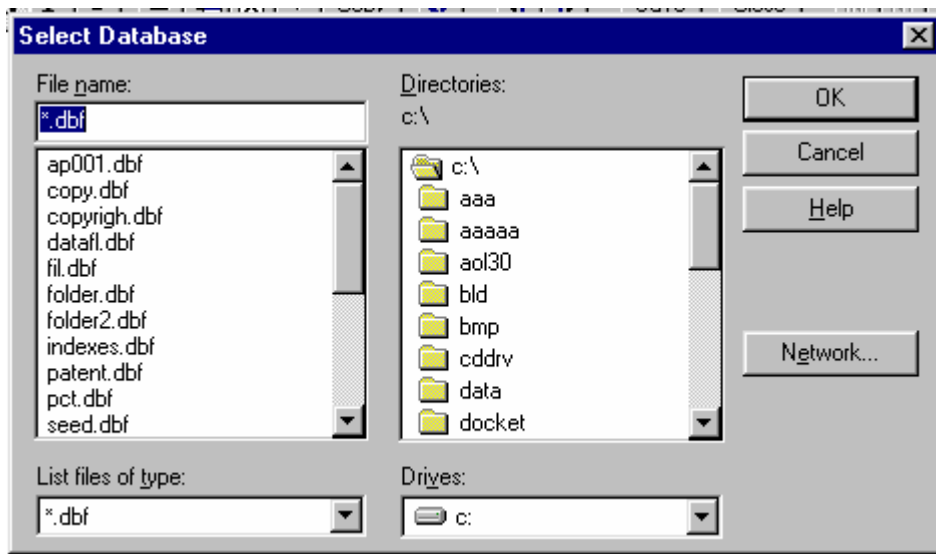 Select Database
File name:
*.dbf
ap001.dbf
copy.dbf
copyrigh.dbf
datafl.dbf
fil.dbf
folder.dbf
folder2.dbf
indexes.dbf
patent.dbf
pct.dbf
seed.dbf
List files of type:
*.dbf
Directories:
c:\
c:\
aaa
aaaaa
aol30
bld
bmp
cddrv
data
docket
Drives:
c:
OK
Cancel
Help
Network...